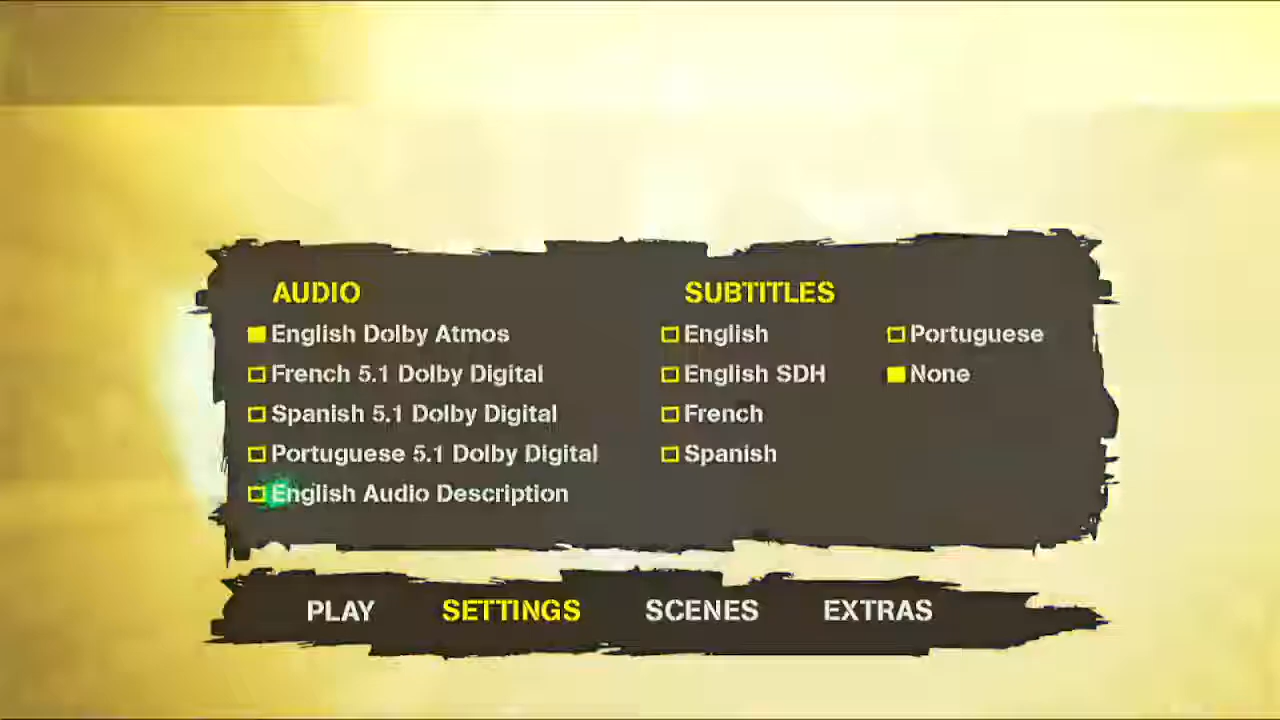 AUDIO
English Dolby Atmos
French 5.1 Dolby Digital
Spanish 5.1 Dolby Digital
Portuguese 5.1 Dolby Digital
English Audio Description
SUBTITLES
English
English SDH
French
Spanish
Portuguese
None
PLAY SETTINGS SCENES EXTRAS